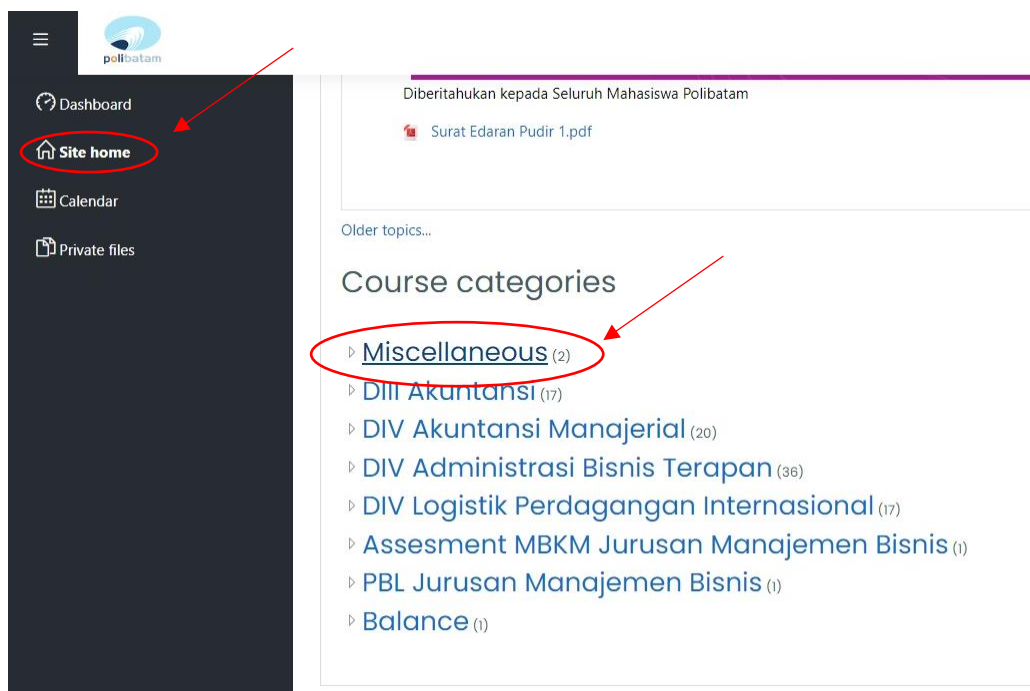 polibatam
Dashboard
Site home
Calendar
Private files
Diberitahukan kepada Seluruh Mahasiswa Polibatam
Surat Edaran Pudir 1.pdf
Older topics...
Course categories
Miscellaneous (2)
DIII Akuntansi (17)
DIV Akuntansi Manajerial (20)
DIV Administrasi Bisnis Terapan (36)
DIV Logistik Perdagangan Internasional (17)
Assesment MBKM Jurusan Manajemen Bisnis (1)
PBL Jurusan Manajemen Bisnis (1)
Balance (1)